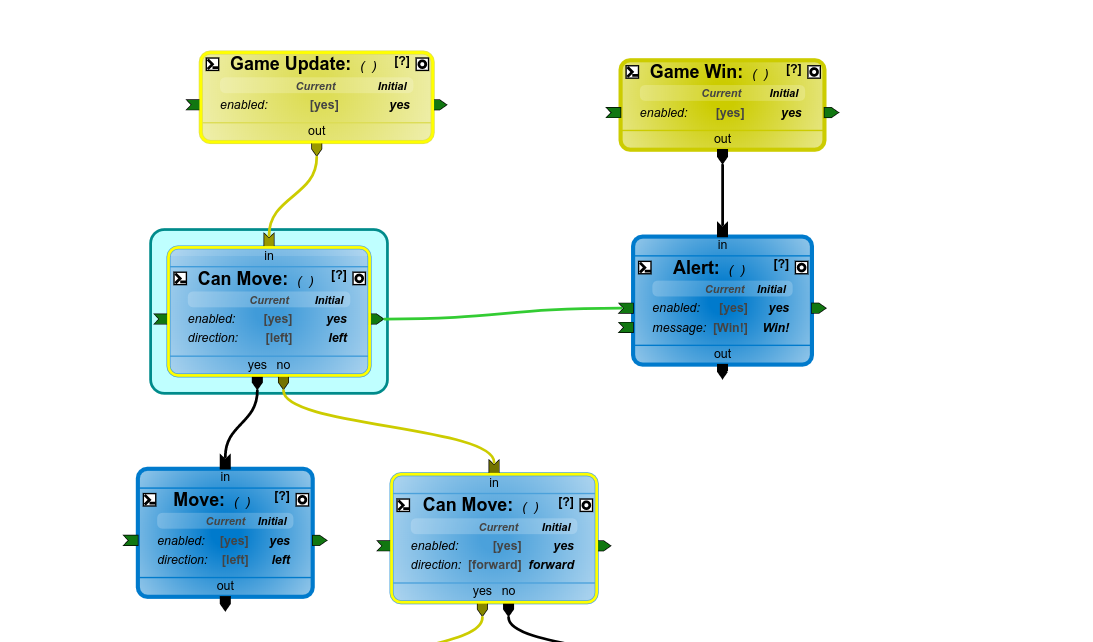 Game Update: ( ) [?]
Current Initial
enabled: [yes] yes
out
Game Win: ( ) [?]
Current Initial
enabled: [yes] yes
out
in
Can Move: ( ) [?]
Current Initial
enabled: [yes] yes
direction: [left] left
yes no
in
Alert: ( ) [?]
Current Initial
enabled: [yes] yes
message: [Win!] Win!
out
in
Move: ( ) [?]
Current Initial
enabled: [yes] yes
direction: [left] left
out
in
Can Move: ( ) [?]
Current Initial
enabled: [yes] yes
direction: [forward] forward
yes no